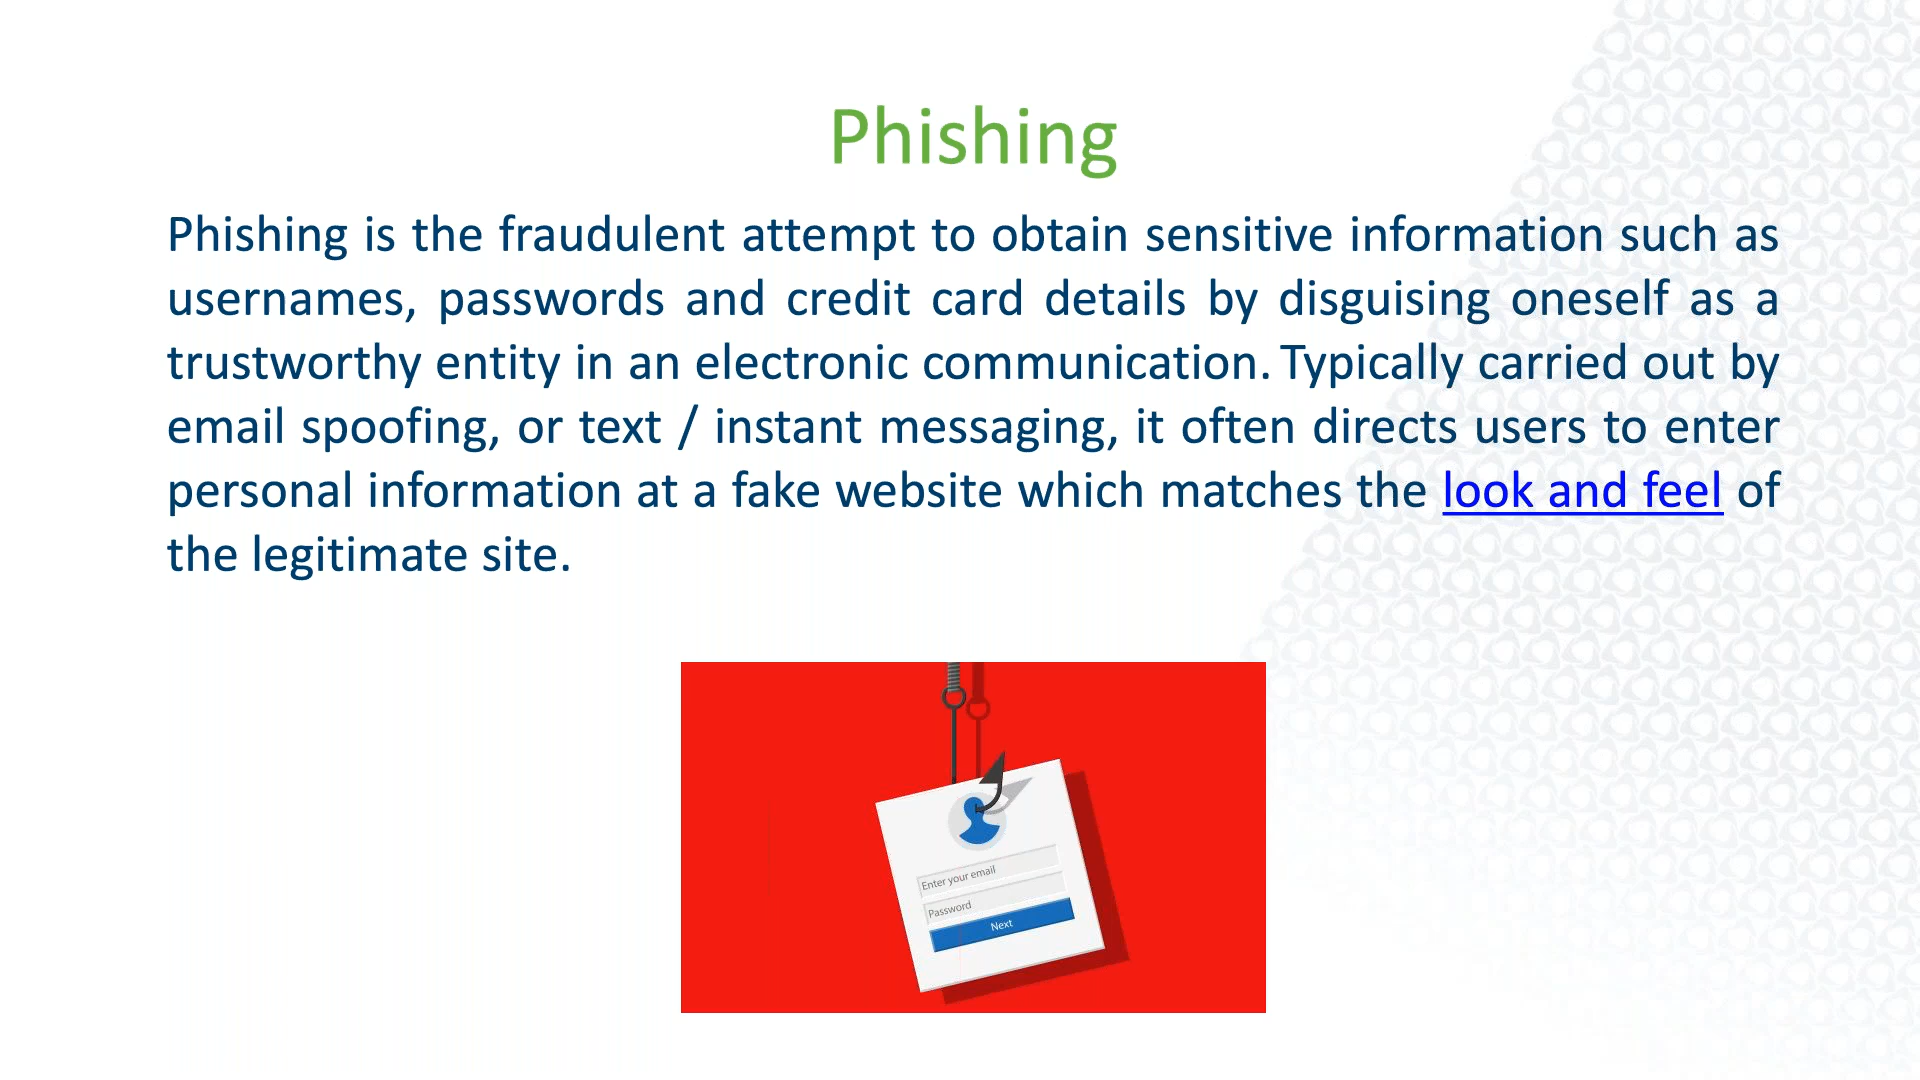 Phishing
Phishing is the fraudulent attempt to obtain sensitive information such as
usernames, passwords and credit card details by disguising oneself as a
trustworthy entity in an electronic communication. Typically carried out by
email spoofing, or text / instant messaging, it often directs users to enter
personal information at a fake website which matches the look and feel of
the legitimate site.
Enter your email
Password
Next